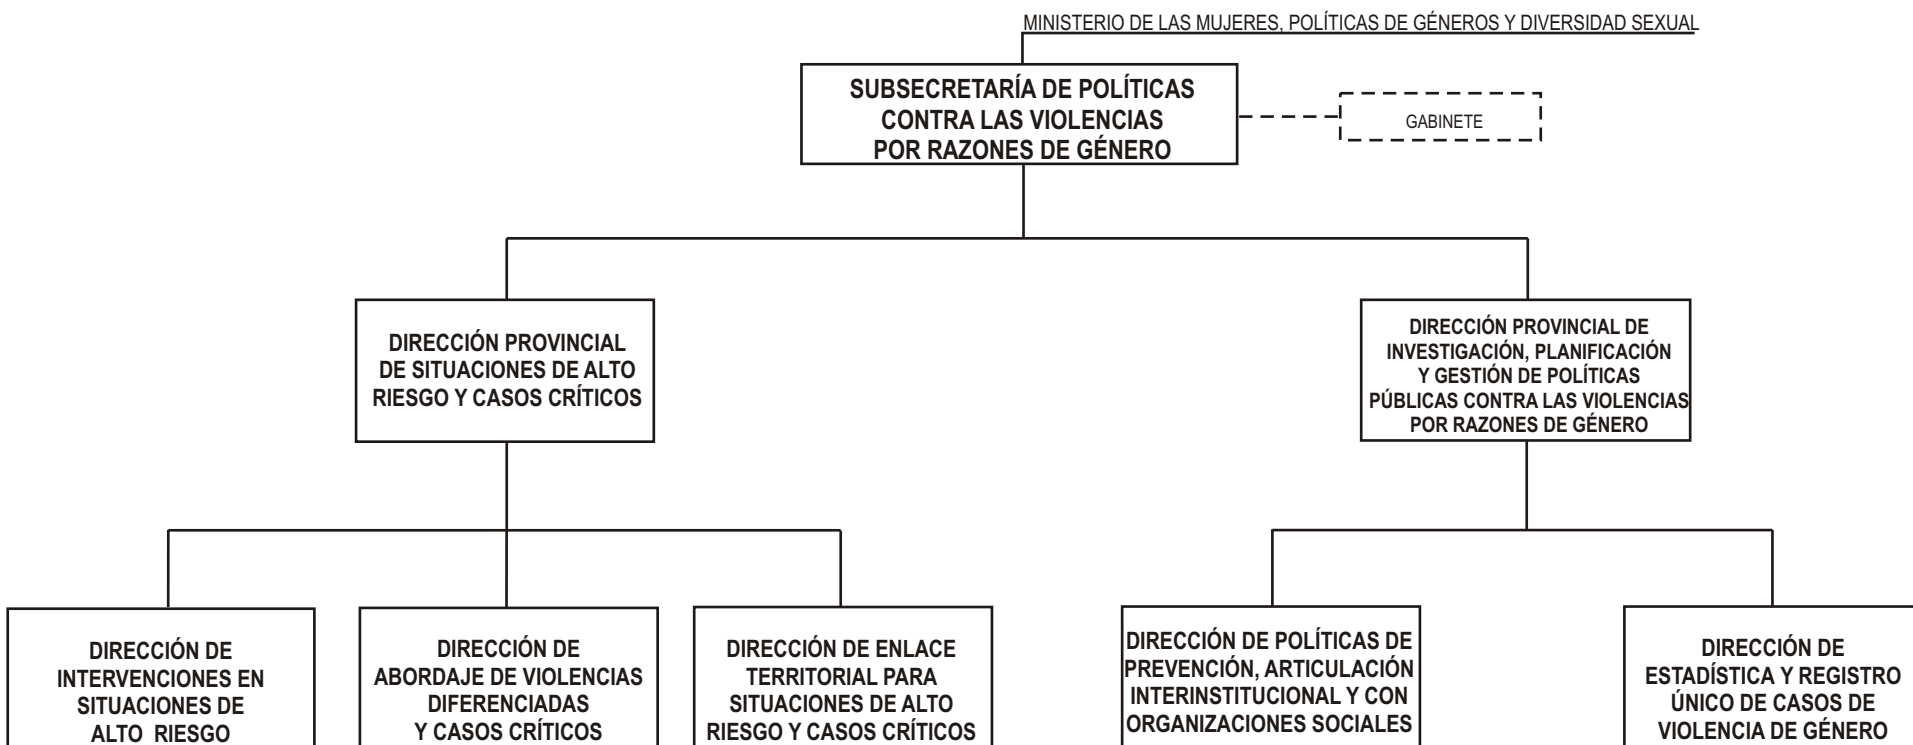 MINISTERIO DE LAS MUJERES, POLÍTICAS DE GÉNEROS Y DIVERSIDAD SEXUAL
SUBSECRETARÍA DE POLÍTICAS
CONTRA LAS VIOLENCIAS
POR RAZONES DE GÉNERO
GABINETE
DIRECCIÓN PROVINCIAL
DE SITUACIONES DE ALTO
RIESGO Y CASOS CRÍTICOS
DIRECCIÓN PROVINCIAL DE
INVESTIGACIÓN, PLANIFICACIÓN
Y GESTIÓN DE POLÍTICAS
PÚBLICAS CONTRA LAS VIOLENCIAS
POR RAZONES DE GÉNERO
DIRECCIÓN DE
INTERVENCIONES EN
SITUACIONES DE
ALTO RIESGO
DIRECCIÓN DE
ABORDAJE DE VIOLENCIAS
DIFERENCIADAS
Y CASOS CRÍTICOS
DIRECCIÓN DE ENLACE
TERRITORIAL PARA
SITUACIONES DE ALTO
RIESGO Y CASOS CRÍTICOS
DIRECCIÓN DE POLÍTICAS DE
PREVENCIÓN, ARTICULACIÓN
INTERINSTITUCIONAL Y CON
ORGANIZACIONES SOCIALES
DIRECCIÓN DE
ESTADÍSTICA Y REGISTRO
ÚNICO DE CASOS DE
VIOLENCIA DE GÉNERO